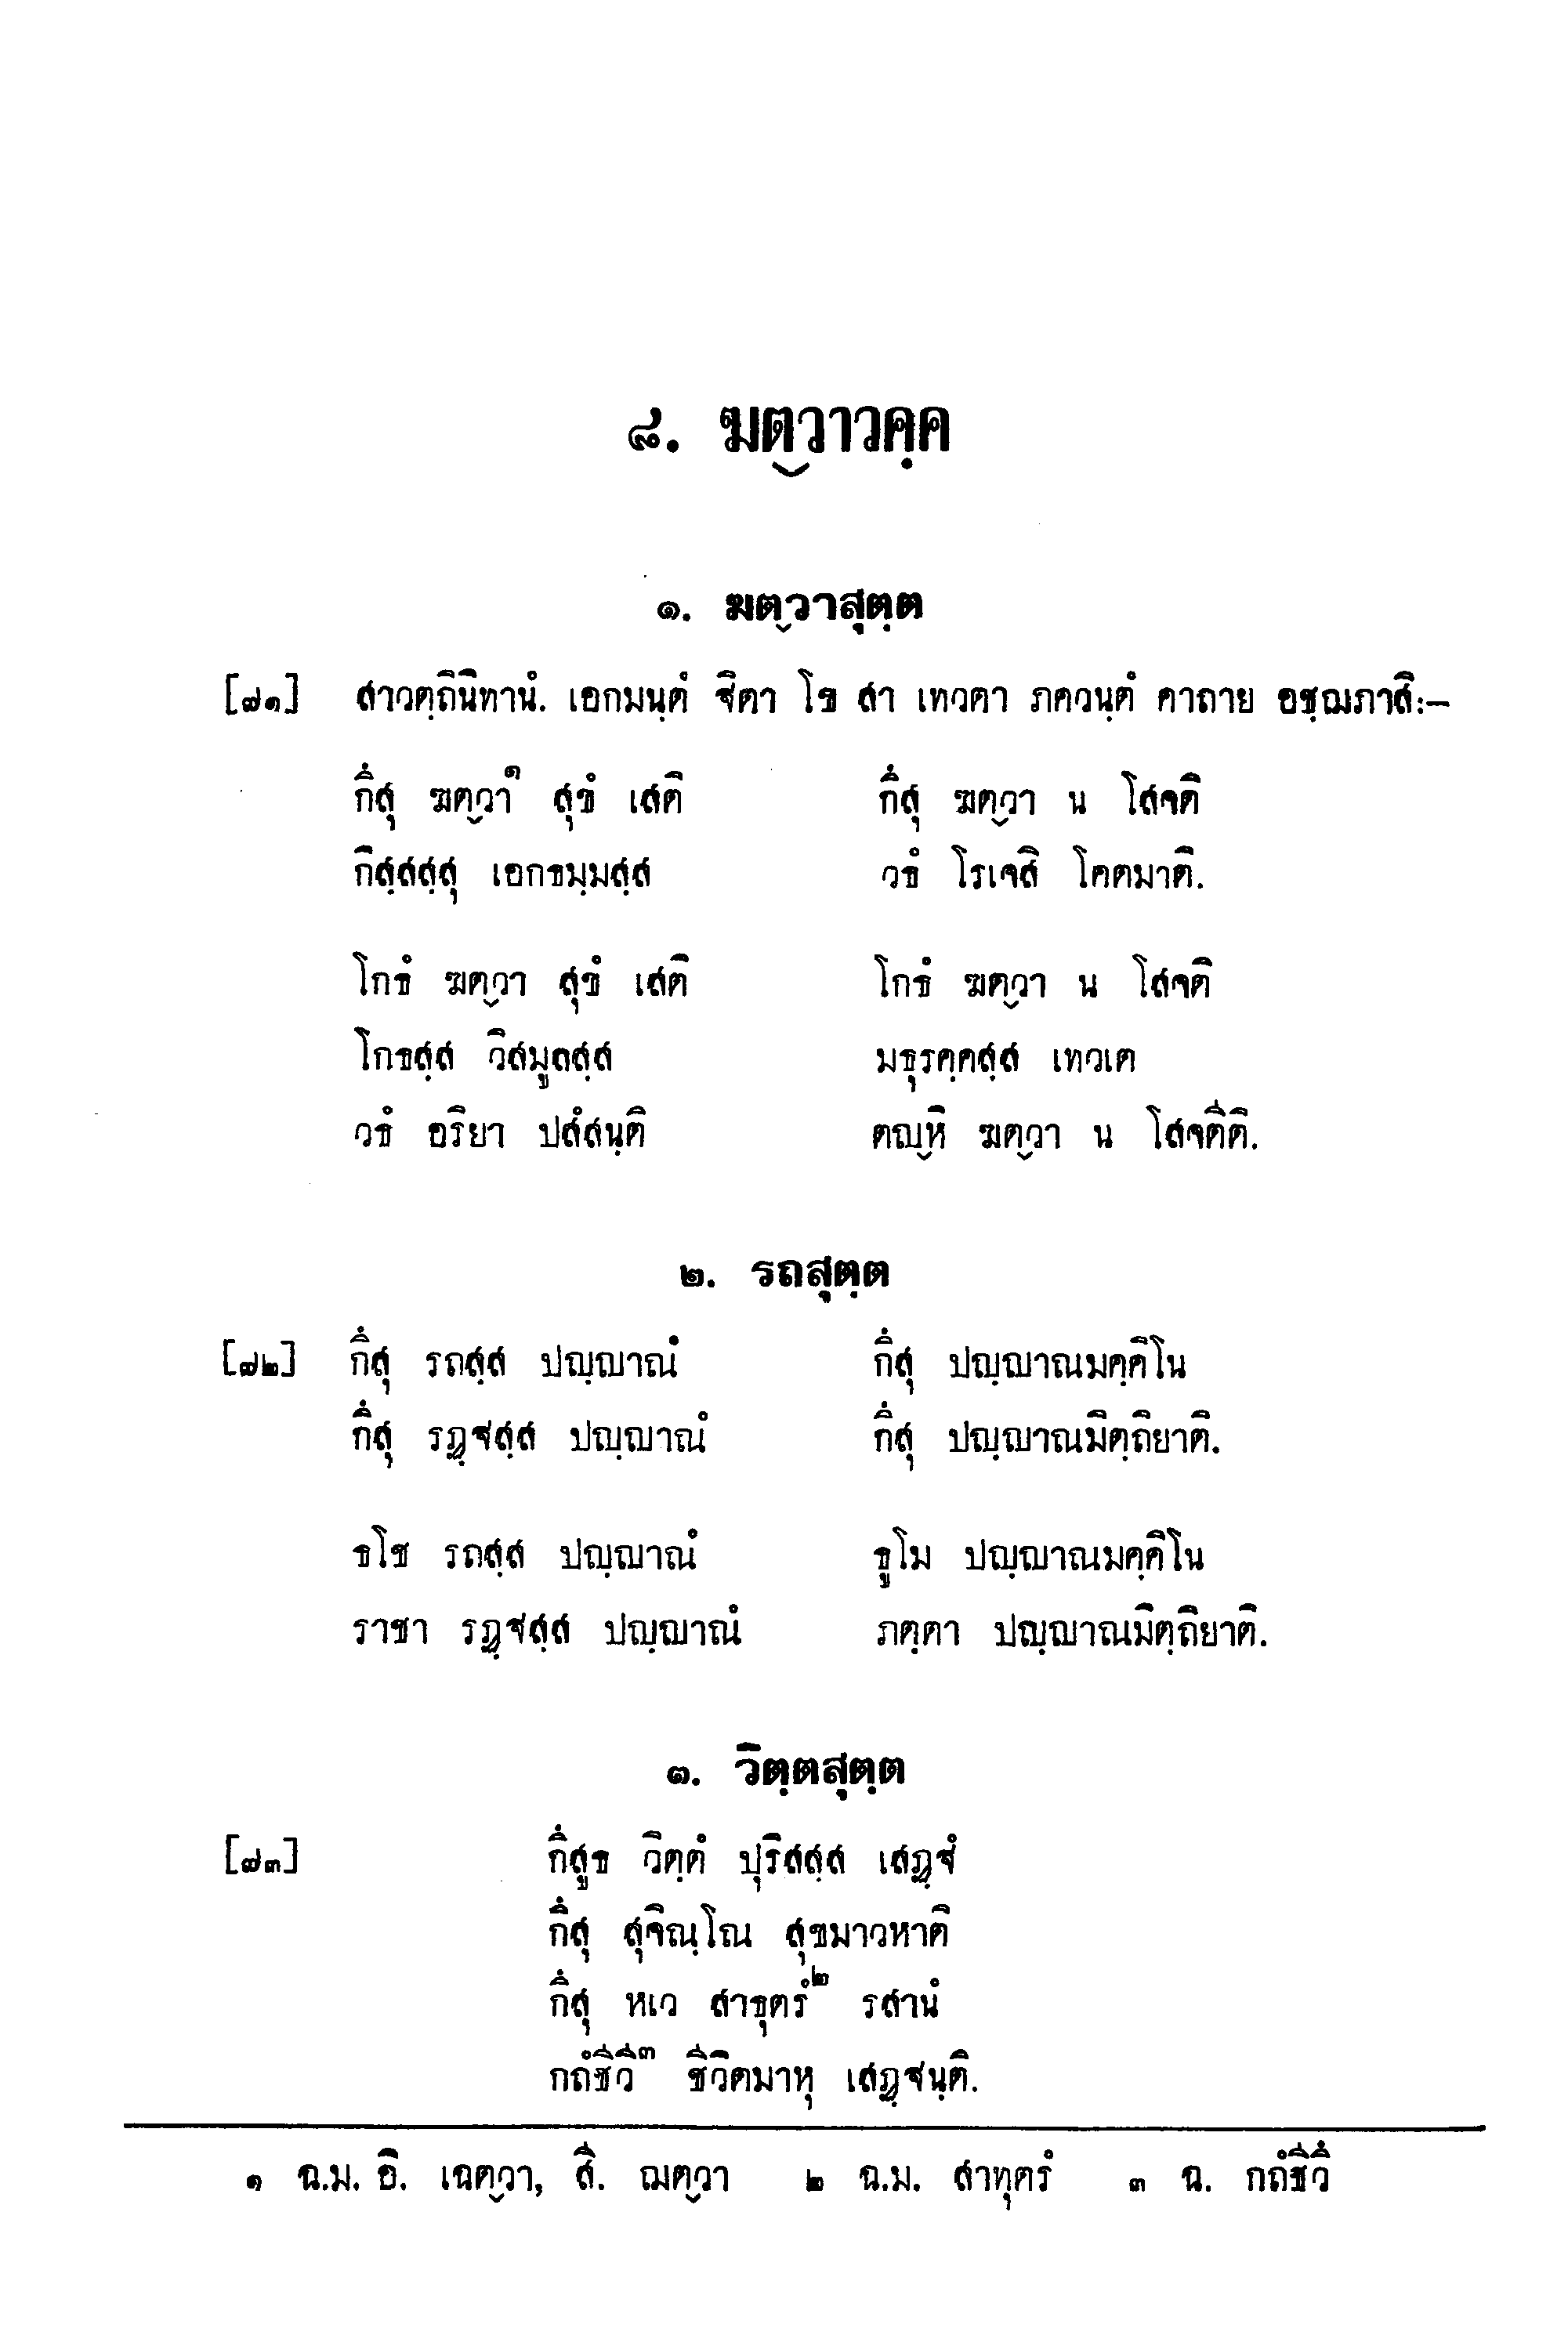 ๘. ฆต๎วาวคฺค
๑. ฆต๎วาสุตฺต
[๗๑] สาวตฺถินิทานํ. เอกมนฺตํ ฐิตา โข สา เทวตา ภควนฺตํ คาถาย อชฺฌภาสิ:–
กึสุ ฆต๎วา๑ สุขํ เสติ กึสุ ฆต๎วา น โสจติ
กิสฺสสฺสุ เอกธมฺมสฺส วธํ โรเจสิ โคตมาติ.
โกธํ ฆต๎วา สุขํ เสติ โกธํ ฆต๎วา น โสจติ
โกธสฺส วิสมูลสฺส มธุรคฺคสฺส เทวเต
วธํ อริยา ปสํสนฺติ ตญ๎หิ ฆต๎วา น โสจตีติ.
๒. รถสุตฺต
[๗๒] กึสุ รถสฺส ปญฺญาณํ กึสุ ปญฺญาณมคฺคิโน
กึสุ รฏฺฐสฺส ปญฺญาณํ กึสุ ปญฺญาณมิตฺถิยาติ.
ธโช รถสฺส ปญฺญาณํ ธูโม ปญฺญาณมคฺคิโน
ราชา รฏฺฐสฺส ปญฺญาณํ ภตฺตา ปญฺญาณมิตฺถิยาติ.
๓. วิตฺตสุตฺต
[๗๓] กึสูธ วิตฺตํ ปุริสสฺส เสฏฺฐํ
กึสุ สุจิณฺโณ สุขมาวหาติ
กึสุ หเว สาธุตรํ๒ รสานํ
กถํชีวี๓ ชีวิตมาหุ เสฏฺฐนฺติ.
๑ ฉ.ม. อิ. เฉต๎วา, สี. ฌต๎วา ๒ ฉ.ม. สาทุตรํ ๓ ฉ. กถํชีวึ